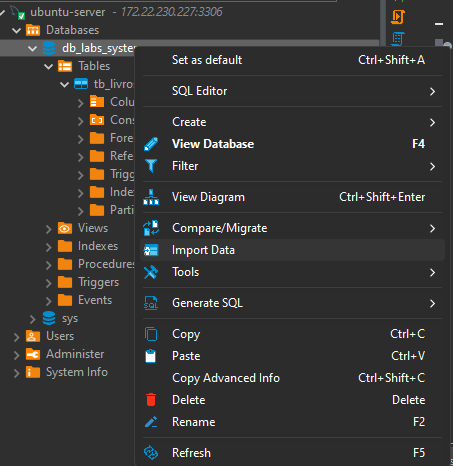 ubuntu-server - 172.22.230.227:3306
Databases
db_labs_system
Tables
tb_livros
Colu
Cons
Fore
Refe
Trigg
Inde
Parti
Views
Indexes
Procedures
Triggers
Events
sys
Users
Administer
System Info
Set as default Ctrl+Shift+A
SQL Editor
Create
View Database F4
Filter
View Diagram Ctrl+Shift+Enter
Compare/Migrate
Import Data
Tools
Generate SQL
Copy Ctrl+C
Paste Ctrl+V
Copy Advanced Info Ctrl+Shift+C
Delete Delete
Rename F2
Refresh F5